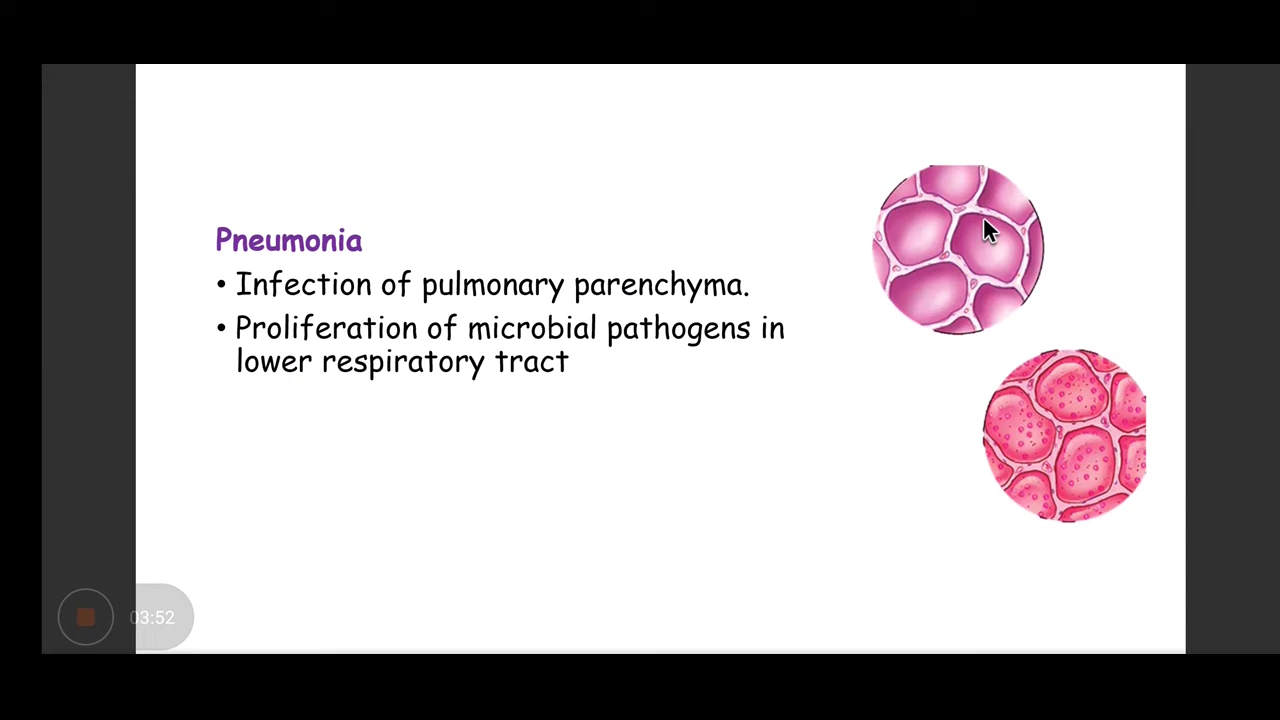 Pneumonia
• Infection of pulmonary parenchyma.
• Proliferation of microbial pathogens in
lower respiratory tract
03:52